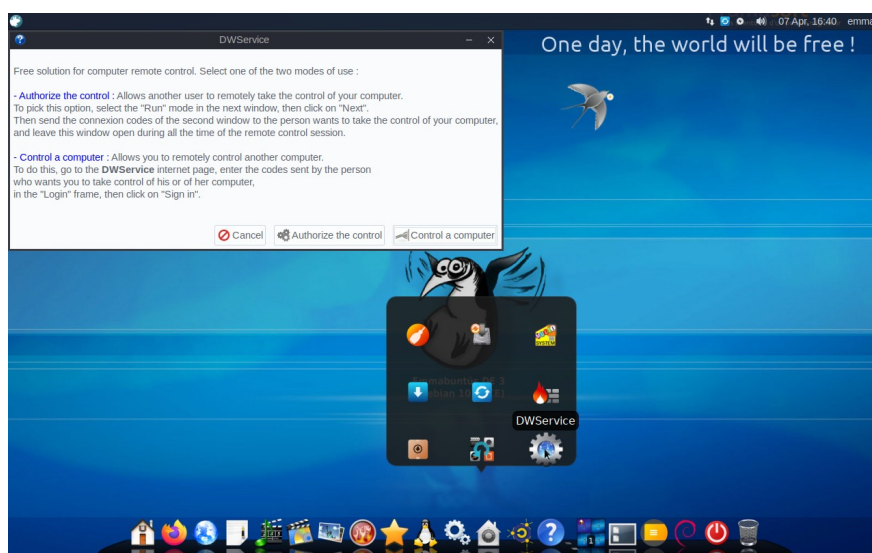 07 Apr, 16:40 emma
DWService
One day, the world will be free !
Free solution for computer remote control. Select one of the two modes of use :
- Authorize the control : Allows another user to remotely take the control of your computer.
To pick this option, select the "Run" mode in the next window, then click on "Next".
Then send the connexion codes of the second window to the person wants to take the control of your computer,
and leave this window open during all the time of the remote control session.
- Control a computer : Allows you to remotely control another computer.
To do this, go to the DWService internet page, enter the codes sent by the person
who wants you to take control of his or of her computer,
in the "Login" frame, then click on "Sign in".
Cancel
Authorize the control
Control a computer
DWService
1